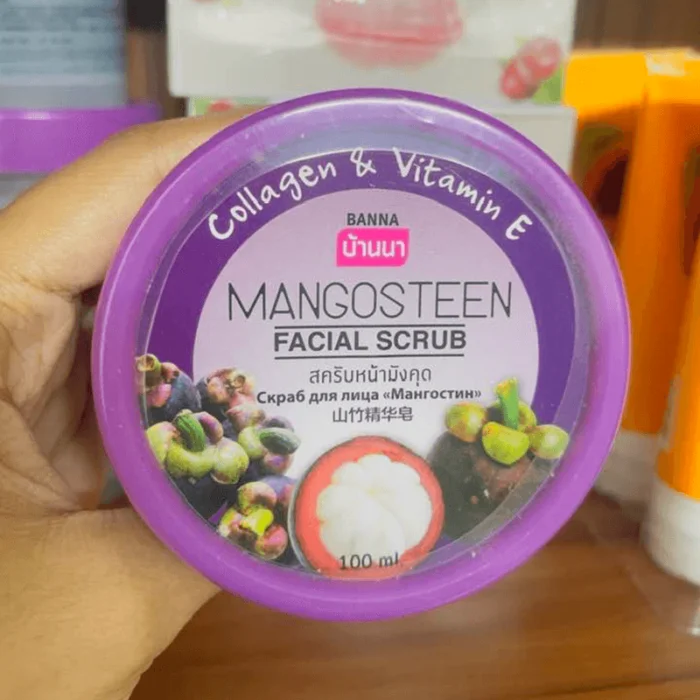 Collagen & Vitamin E
BANNA
บ้านนา
MANGOSTEEN
FACIAL SCRUB
สครับหน้ามังคุด
Скраб для лица «Мангостин»
山竹精华皂
100 ml.